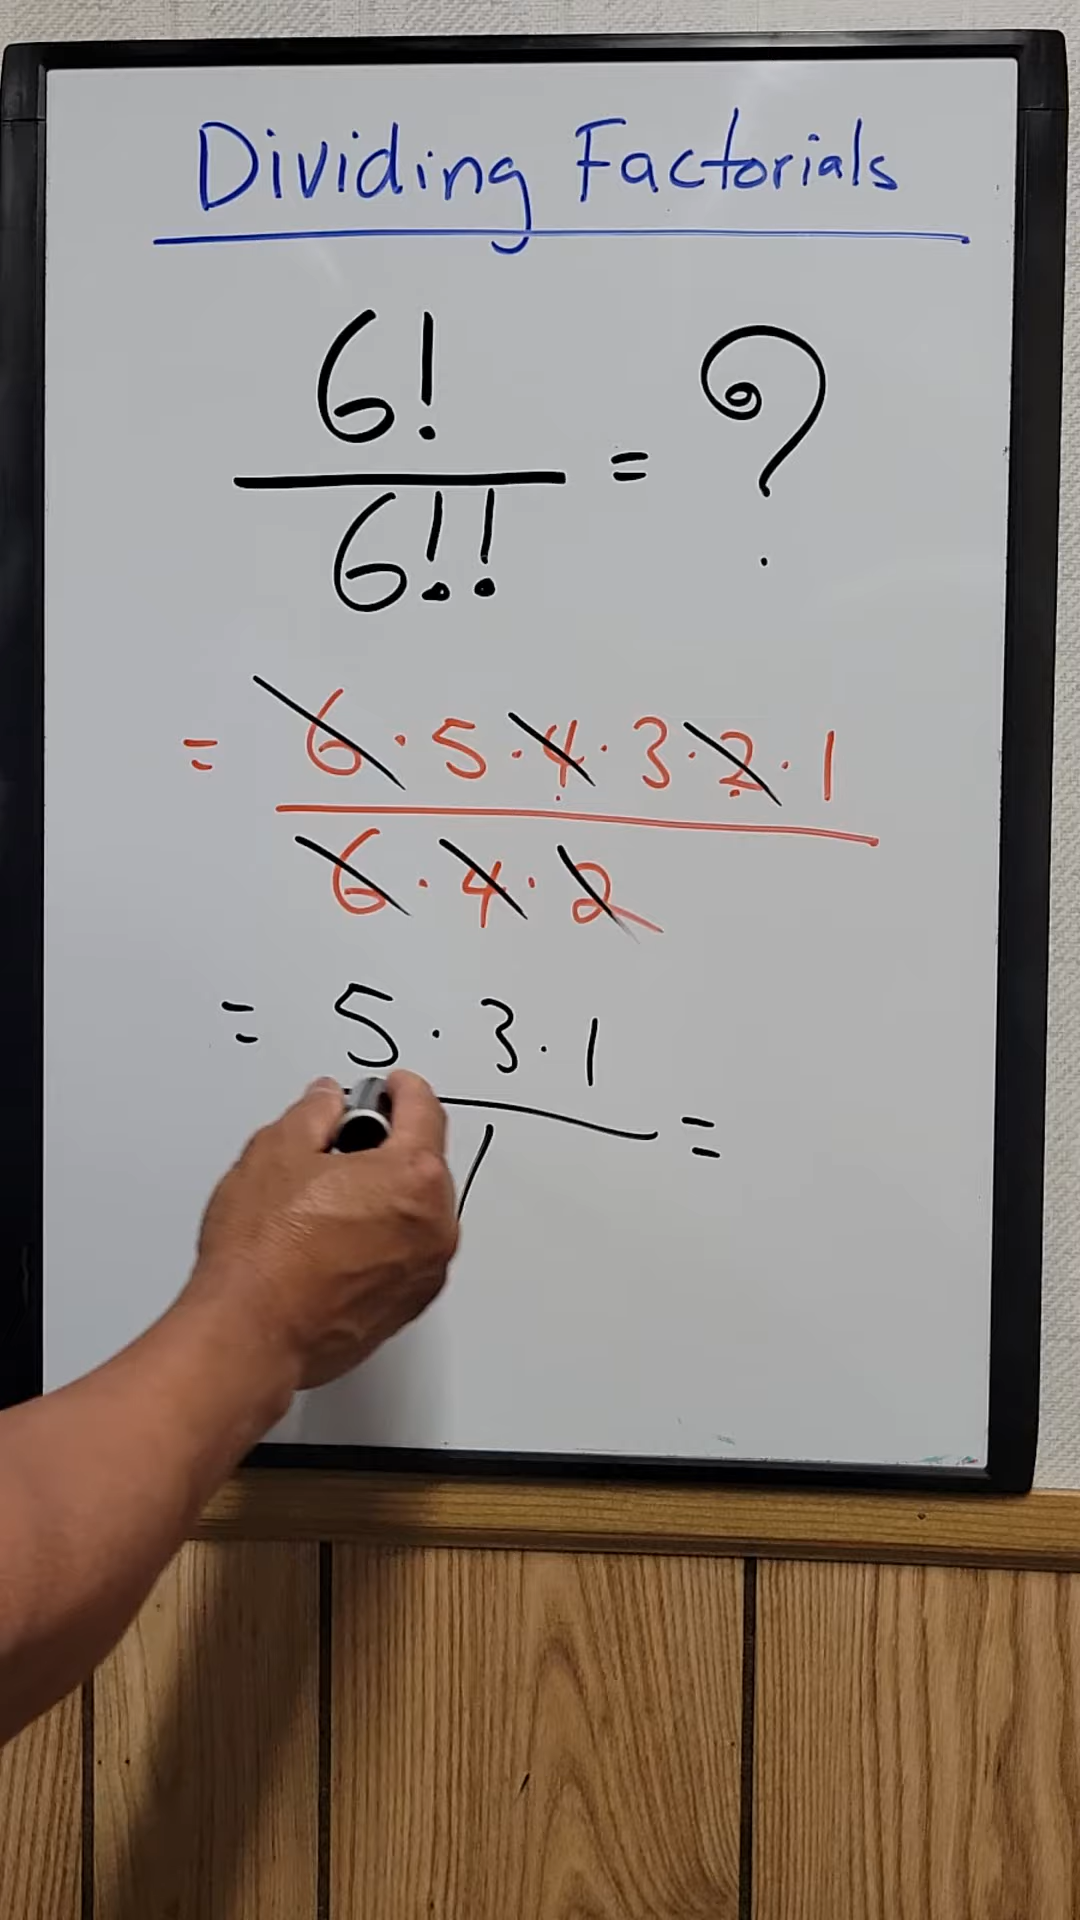 Dividing Factorials
6!
6!! = ?
= 6 · 5 · 4 · 3 · 2 · 1
6 · 4 · 2
= 5 · 3 · 1
1 =